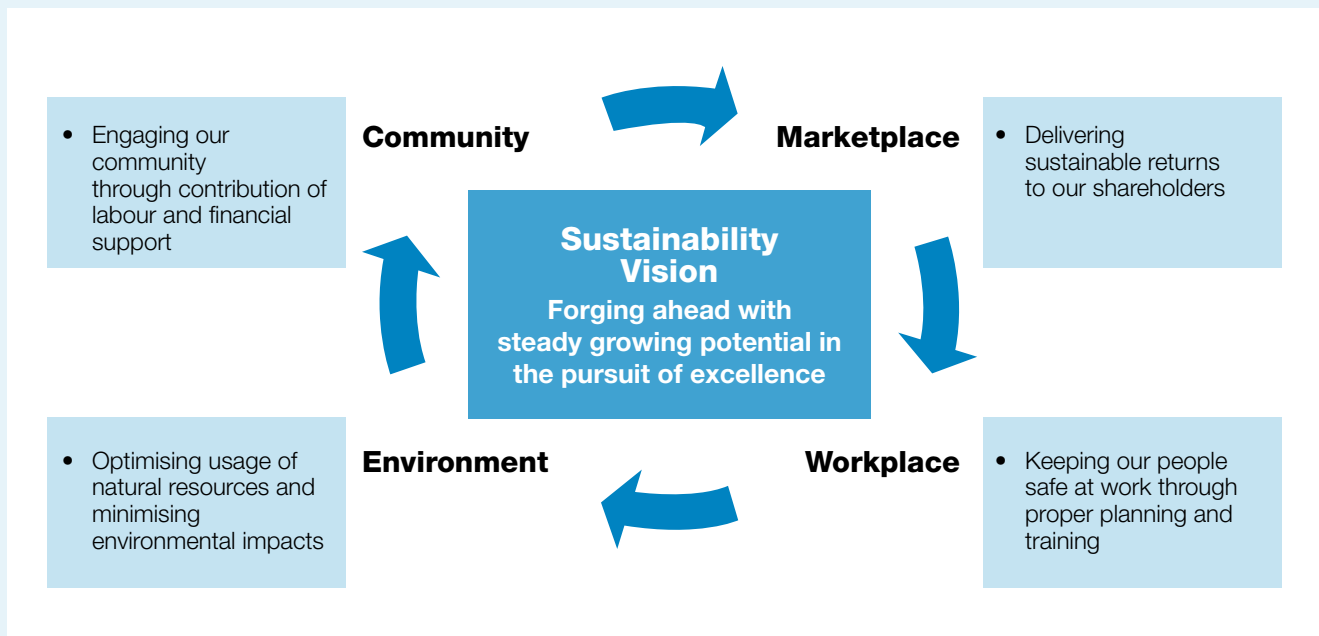 Community
• Engaging our
community
through contribution of
labour and financial
support
Marketplace
• Delivering
sustainable returns
to our shareholders
Sustainability
Vision
Forging ahead with
steady growing potential in
the pursuit of excellence
Environment
• Optimising usage of
natural resources and
minimising
environmental impacts
Workplace
• Keeping our people
safe at work through
proper planning and
training